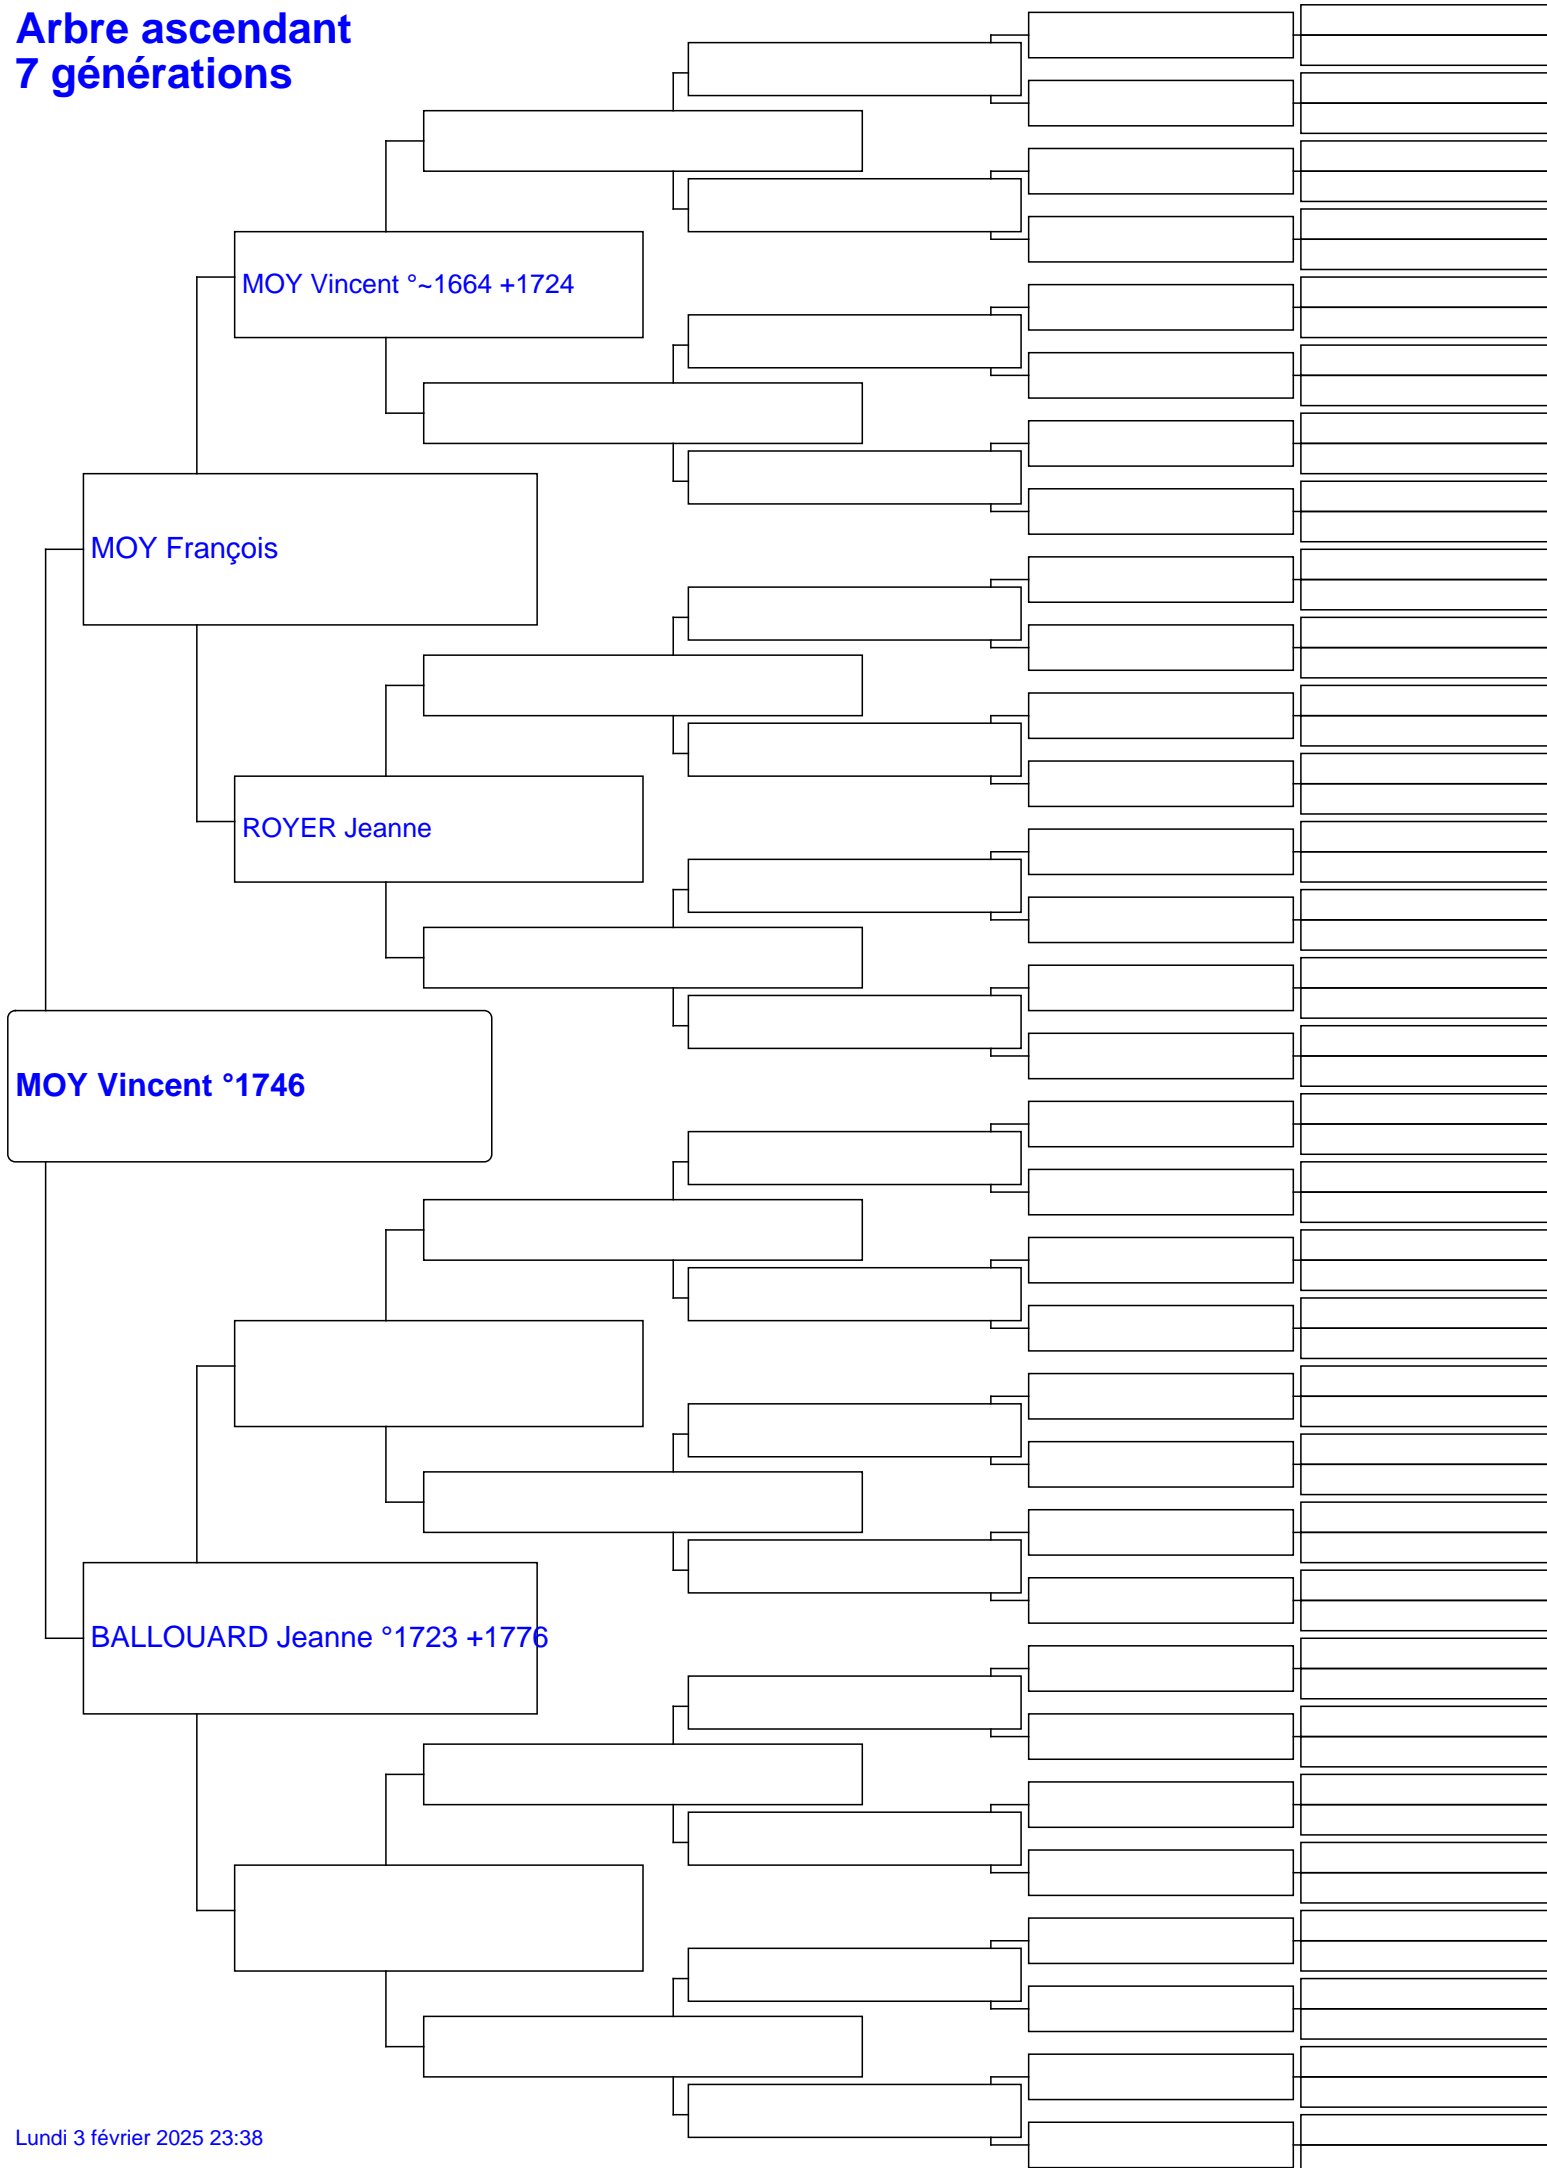 Arbre ascendant
7 générations
MOY Vincent °~1664 +1724
MOY François
ROYER Jeanne
MOY Vincent °1746
BALLOUARD Jeanne °1723 +1776
Lundi 3 février 2025 23:38